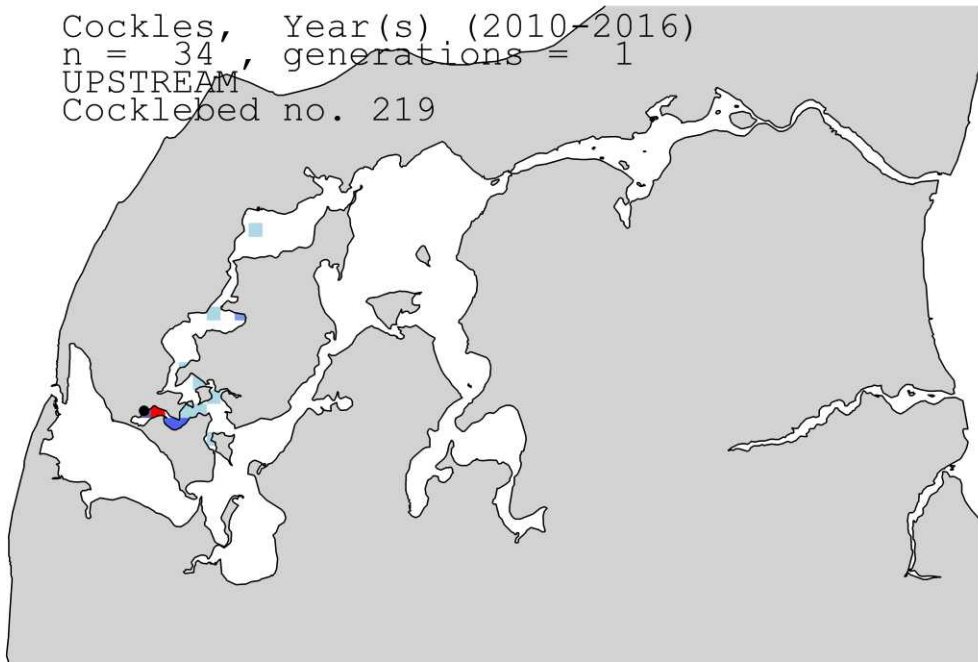 Cockles, Year(s) (2010-2016)
n = 34 , generations = 1
UPSTREAM
Cocklebed no. 219